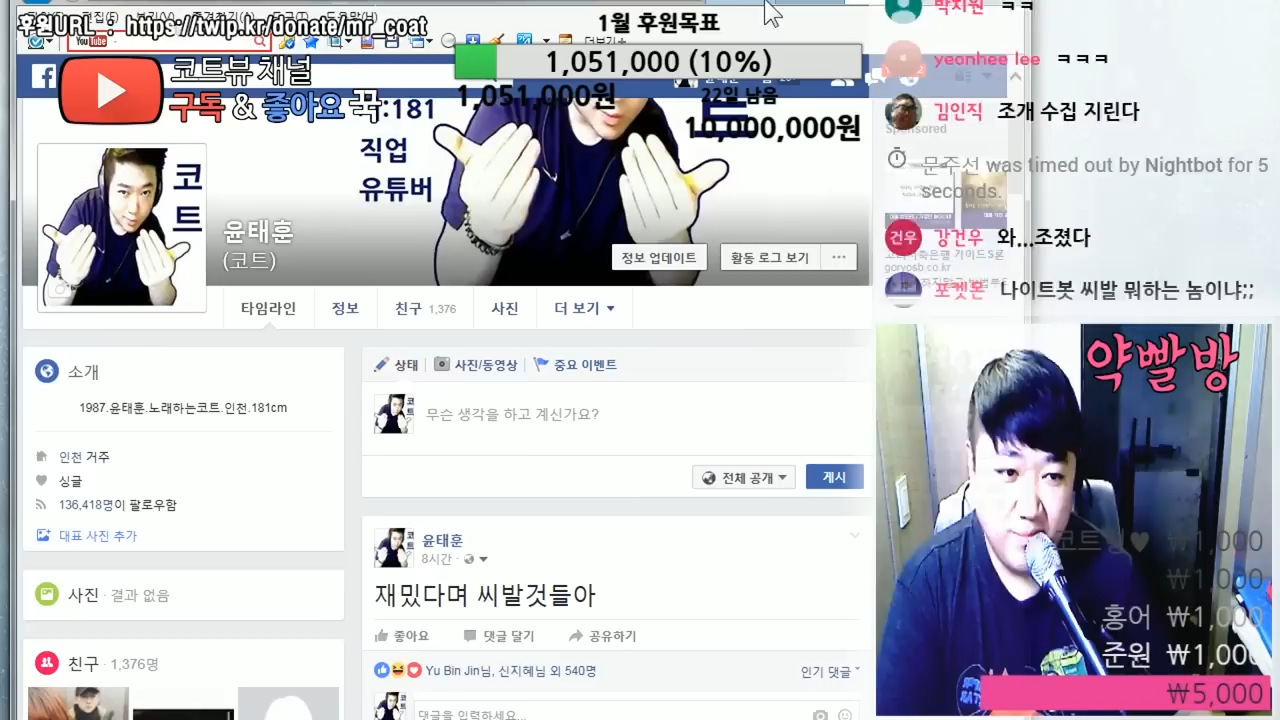 후원URL : https://twip.kr/donate/mr_coat
YouTube
더보기
코트뷰 채널
구독 & 좋아요 꾹
1월 후원목표
1,051,000 (10%)
1,051,000원
22일 남음
10,000,000원
:181
직업
유튜버
트
코
트
윤태훈
(코트)
정보 업데이트
활동 로그 보기
타임라인
정보
친구 1,376
사진
더 보기
소개
1987.윤태훈.노래하는코트.인천.181cm
인천 거주
싱글
136,418명이 팔로우함
대표 사진 추가
사진 · 결과 없음
친구 · 1,376명
상태
사진/동영상
중요 이벤트
무슨 생각을 하고 계신가요?
전체 공개
게시
윤태훈
8시간 ·
재밌다며 씨발것들아
좋아요
댓글 달기
공유하기
Yu Bin Jin님, 신지혜님 외 540명
인기 댓글
댓글을 입력하세요...
박지원 ㅋㅋ
yeonhee lee ㅋㅋㅋ
김인직 조개 수집 지린다
Sponsored
문주선 was timed out by Nightbot for 5
seconds.
건우
강건우 와...조졌다
goryosb.co.kr
포켓몬 나이트봇 씨발 뭐하는 놈이냐;;
약빨방
₩1,000
₩1,000
홍어 ₩1,000
준원 ₩1,000
₩5,000